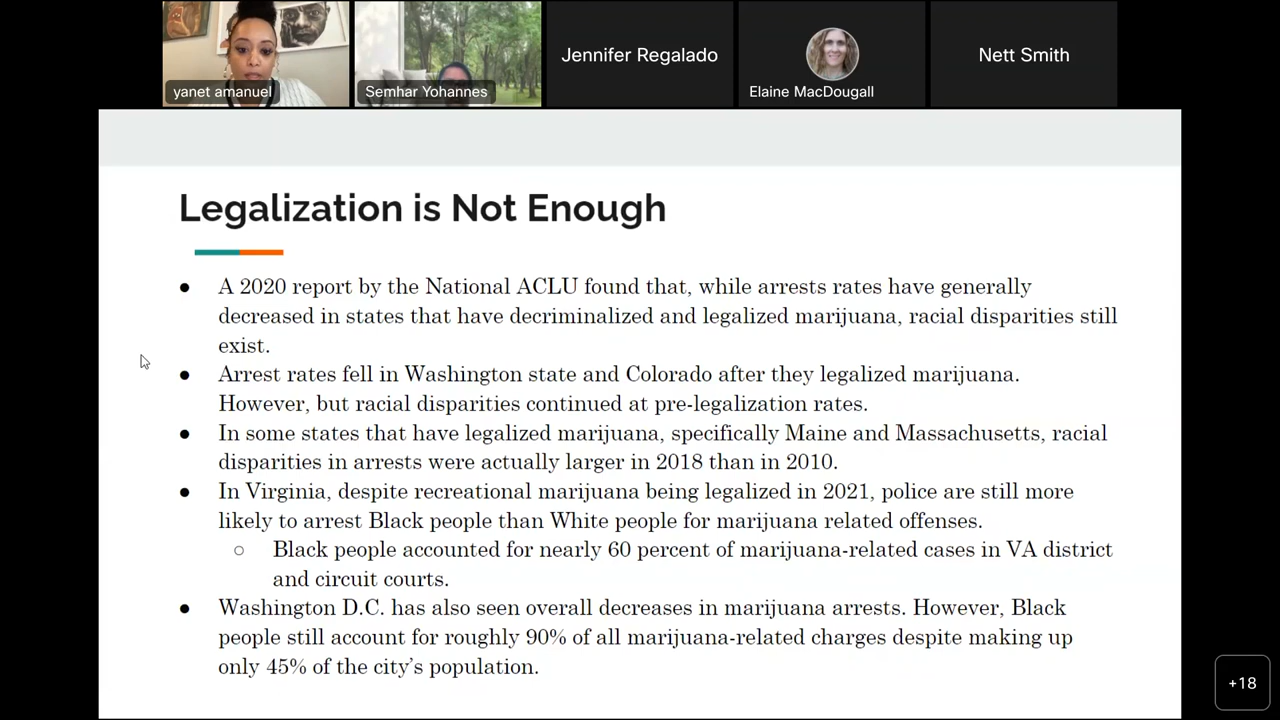 yanet amanuel
Semhar Yohannes
Jennifer Regalado
Elaine MacDougall
Nett Smith
Legalization is Not Enough
● A 2020 report by the National ACLU found that, while arrests rates have generally
decreased in states that have decriminalized and legalized marijuana, racial disparities still
exist.
● Arrest rates fell in Washington state and Colorado after they legalized marijuana.
However, but racial disparities continued at pre-legalization rates.
● In some states that have legalized marijuana, specifically Maine and Massachusetts, racial
disparities in arrests were actually larger in 2018 than in 2010.
● In Virginia, despite recreational marijuana being legalized in 2021, police are still more
likely to arrest Black people than White people for marijuana related offenses.
○ Black people accounted for nearly 60 percent of marijuana-related cases in VA district
and circuit courts.
● Washington D.C. has also seen overall decreases in marijuana arrests. However, Black
people still account for roughly 90% of all marijuana-related charges despite making up
only 45% of the city's population.
+18